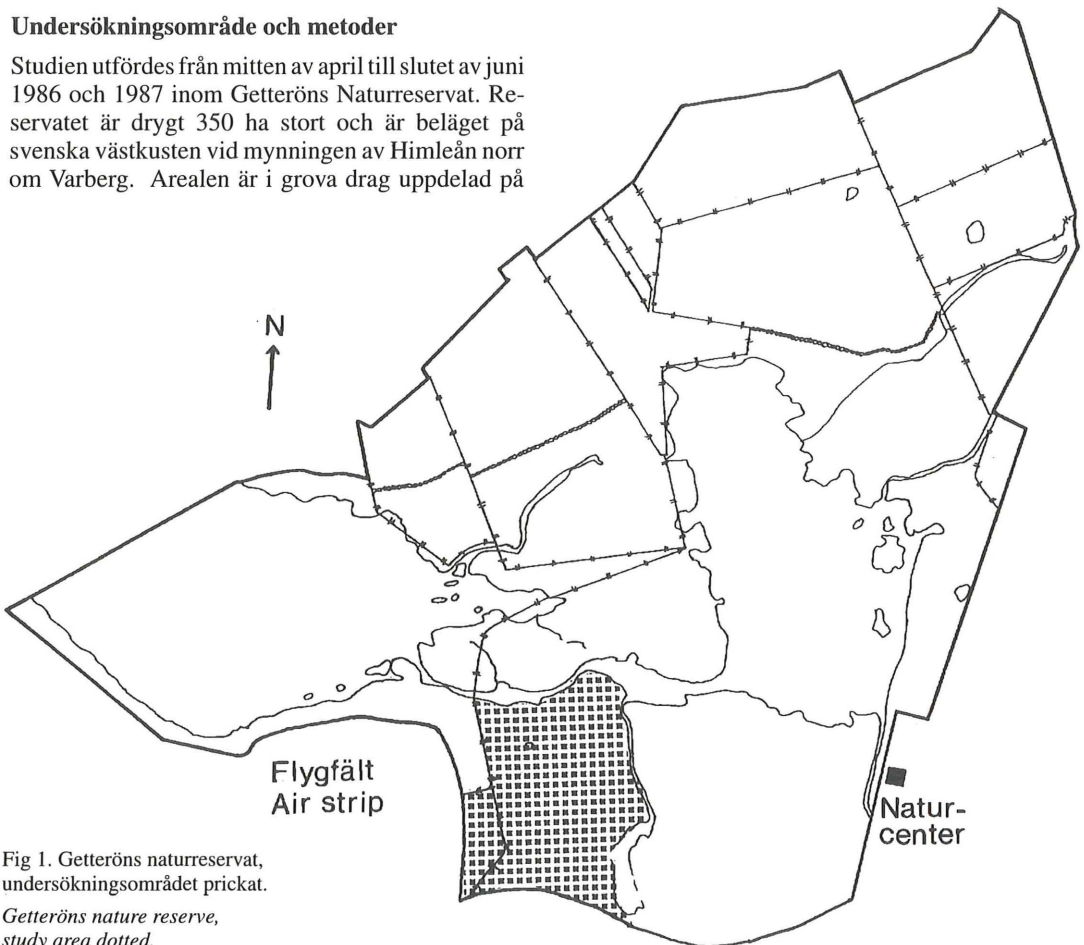 Undersökningsområde och metoder
Studien utfördes från mitten av april till slutet av juni
1986 och 1987 inom Getteröns Naturreservat. Re-
servatet är drygt 350 ha stort och är beläget på
svenska västkusten vid mynningen av Himleån norr
om Varberg. Arealen är i grova drag uppdelad på
N
Flygfält
Air strip
Natur-
center
Fig 1. Getteröns naturreservat,
undersökningsområdet prickat.
Getteröns nature reserve,
study area dotted.